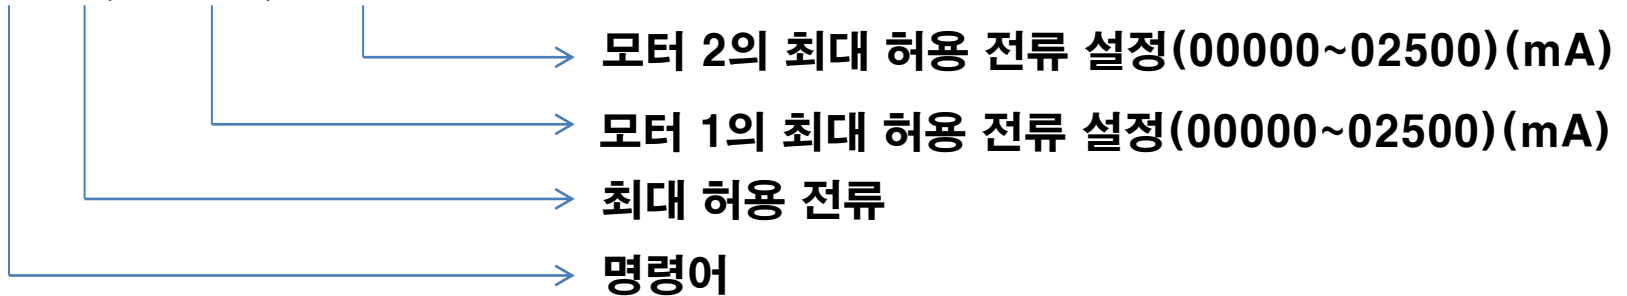 모터 2의 최대 허용 전류 설정(00000~02500)(mA)
모터 1의 최대 허용 전류 설정(00000~02500)(mA)
최대 허용 전류
명령어